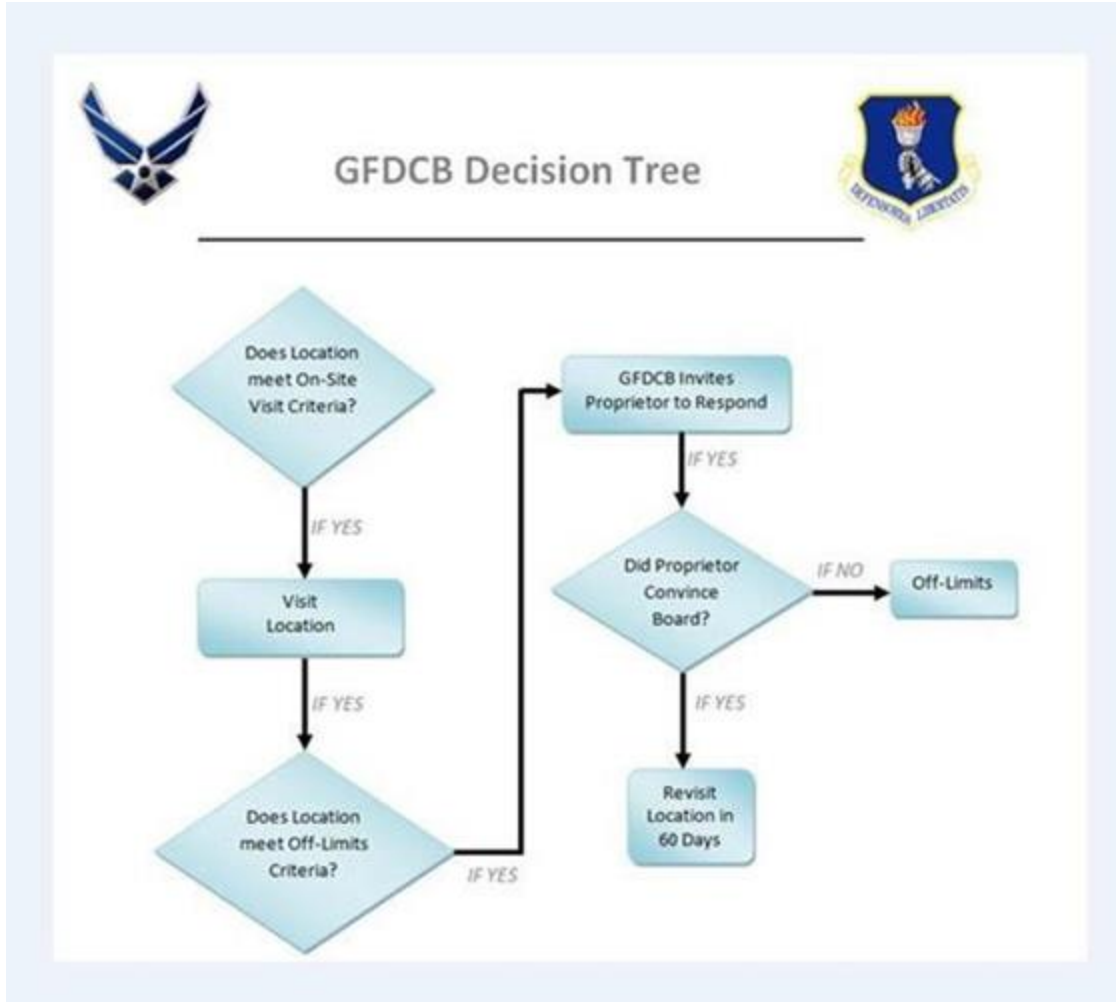 GFDCB Decision Tree
DEFENSORES LIBERTATIS
Does Location
meet On-Site
Visit Criteria?
IF YES
Visit
Location
IF YES
Does Location
meet Off-Limits
Criteria?
IF YES
GFDCB Invites
Proprietor to Respond
IF YES
Did Proprietor
Convince
Board?
IF NO
Off-Limits
IF YES
Revisit
Location in
60 Days